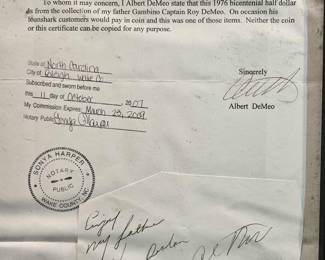 To whom it may concern, I Albert DeMeo state that this 1976 bicentenial half dollar
is from the collection of my father Gambino Captain Roy DeMeo. On occasion his
loanshark customers would pay in coin and this was one of those items. Neither the coin
or this certificate can be copied for any purpose.
State of North Carolina
City of Raleigh Wake Co
Subscribed and sworn before me
this 11 day of October, 2007
My Commission Expires March 29, 2009
Notary Public Sonya Harper
Sincerely
Albert DeMeo
SONYA HARPER
NOTARY
PUBLIC
WAKE COUNTY, NC
Enjoy
my father